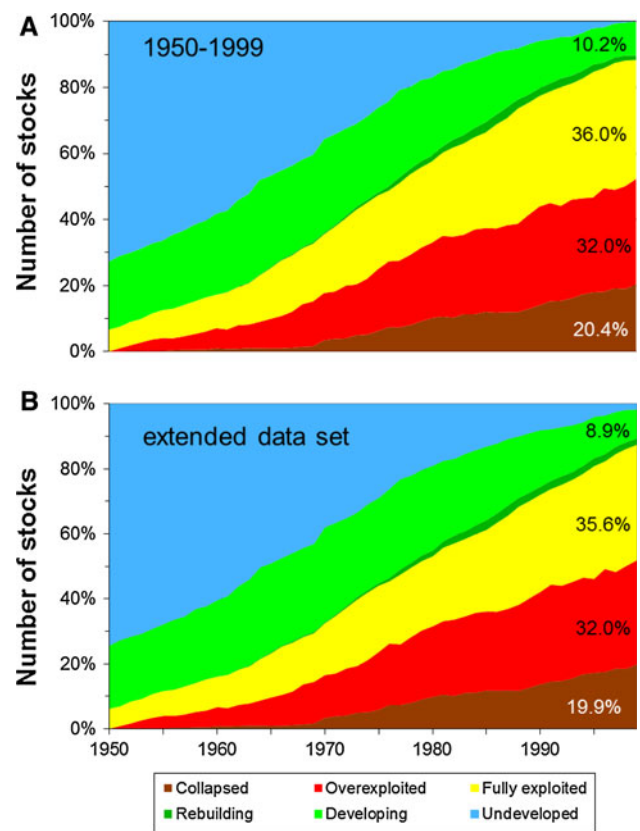 A
1950-1999
Number of stocks
100%
80%
60%
40%
20%
0%
10.2%
36.0%
32.0%
20.4%
B
extended data set
Number of stocks
100%
80%
60%
40%
20%
0%
8.9%
35.6%
32.0%
19.9%
1950 1960 1970 1980 1990
Collapsed Overexploited Fully exploited
Rebuilding Developing Undeveloped